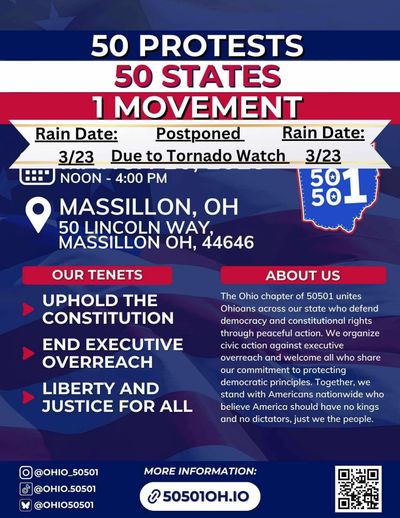 50 PROTESTS
50 STATES
1 MOVEMENT
Rain Date: Postponed Rain Date:
3/23 Due to Tornado Watch 3/23
NOON - 4:00 PM
50
50
1
MASSILLON, OH
50 LINCOLN WAY,
MASSILLON OH, 44646
OUR TENETS
UPHOLD THE
CONSTITUTION
END EXECUTIVE
OVERREACH
LIBERTY AND
JUSTICE FOR ALL
ABOUT US
The Ohio chapter of 50501 unites
Ohioans across our state who defend
democracy and constitutional rights
through peaceful action. We organize
civic action against executive
overreach and welcome all who share
our commitment to protecting
democratic principles. Together, we
stand with Americans nationwide who
believe America should have no kings
and no dictators, just we the people.
@OHIO_50501
@OHIO.50501
@OHIO50501
MORE INFORMATION:
50501OH.IO